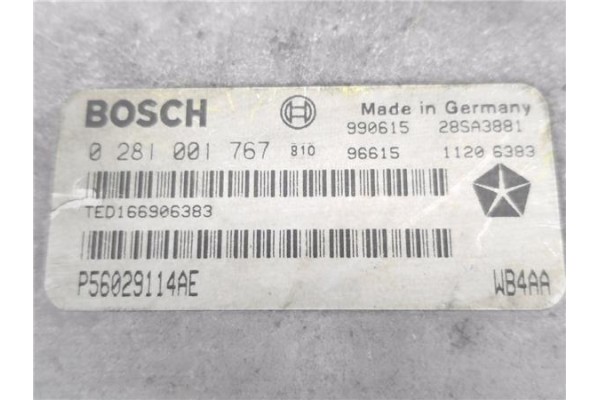 BOSCH Made in Germany
990615 28SA3881
0 281 001 767 810 96615 1120 6383
TED166906383
P56029114AE WB4AA